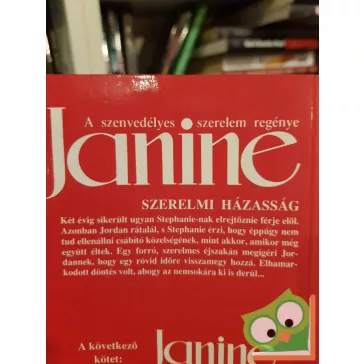 A szenvedélyes szerelem regénye
Janine
SZERELMI HÁZASSÁG
Két évig sikerült ugyan Stephanie-nak elrejtőznie férje elől.
Azonban Jordan rátalál, s Stephanie érzi, hogy éppúgy nem
tud ellenállni csábító közelségének, mint akkor, amikor még
együtt éltek. Egy forró, szerelmes éjszakán megígéri Jor-
dannek, hogy egy rövid időre visszamegy hozzá. Elhamar-
kodott döntés volt, ahogy az nemsokára ki is derül...
A következő
kötet:
Janine